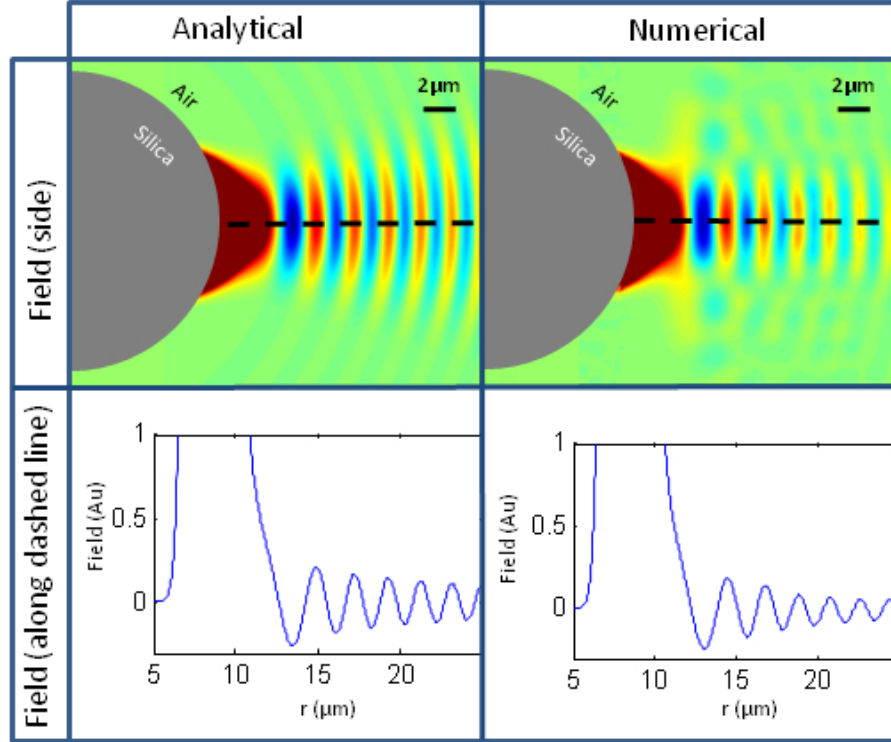 Analytical
Numerical
Field (side)
Air
Silica
2µm
Air
Silica
2µm
Field (along dashed line)
Field (Au)
1
0.5
0
5
10
15
20
r (µm)
Field (Au)
1
0.5
0
5
10
15
20
r (µm)